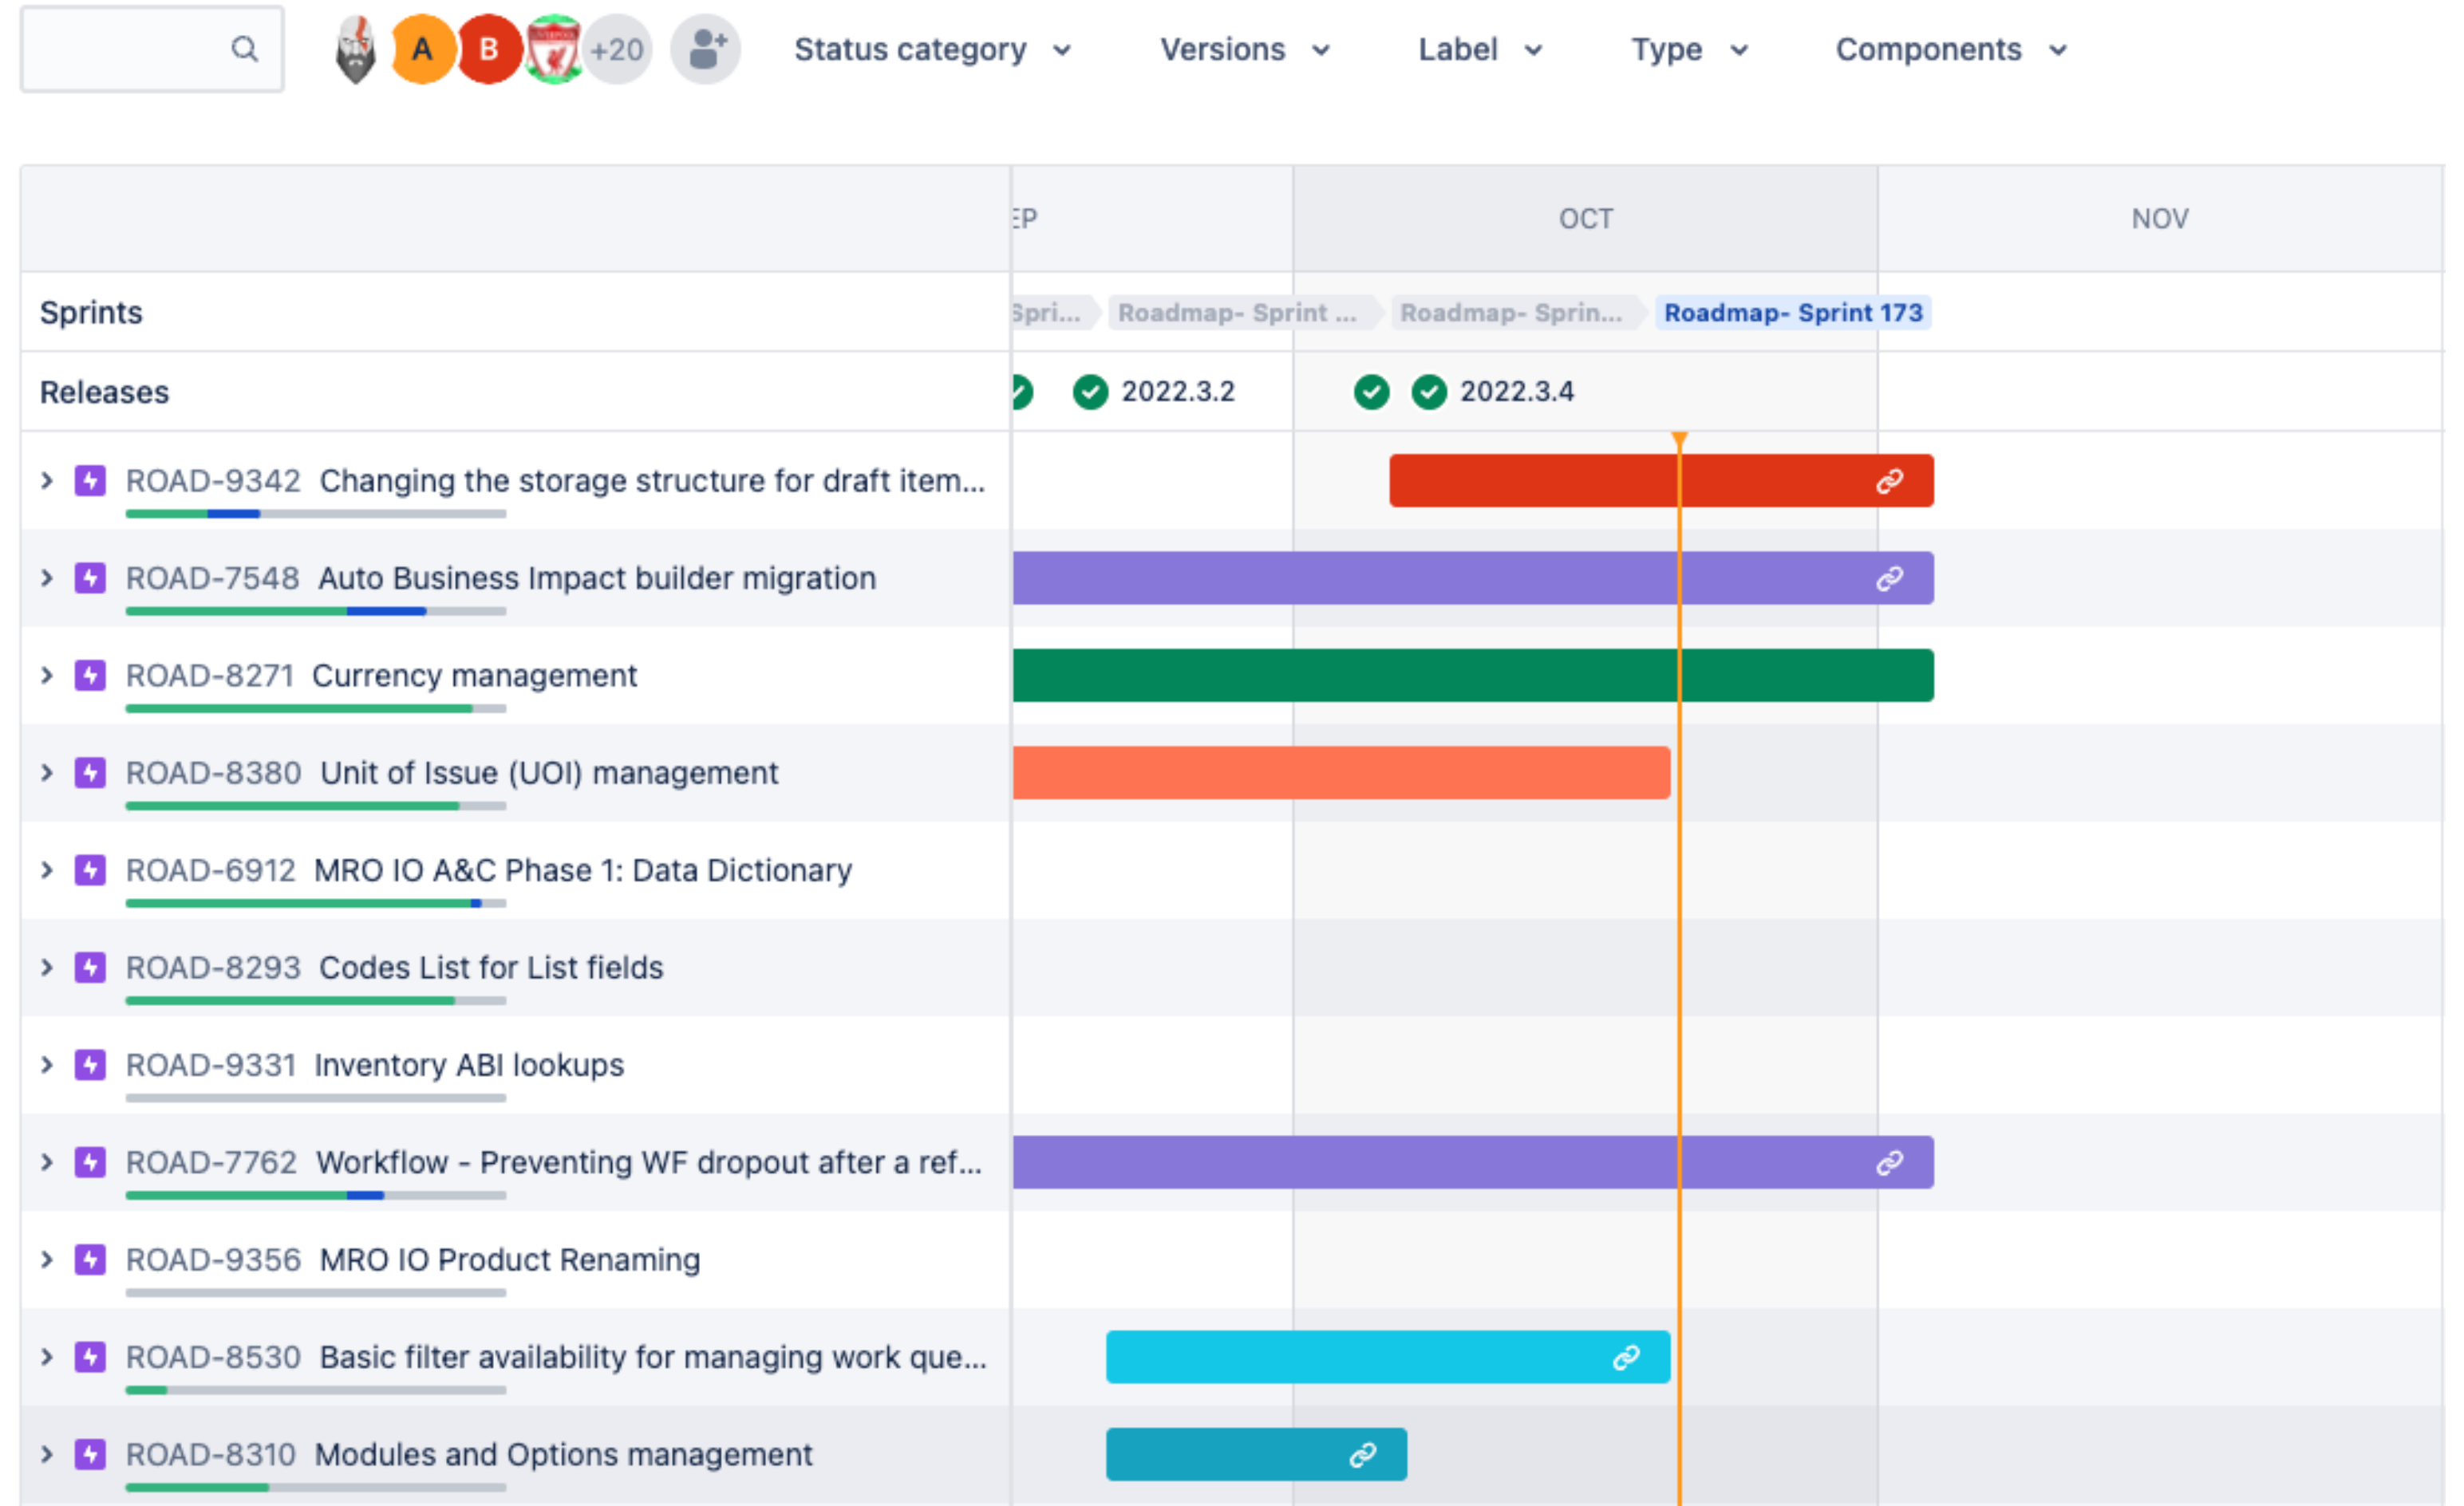 A B +20 Status category Versions Label Type Components
EP OCT NOV
Sprints Spri... Roadmap- Sprint ... Roadmap- Sprin... Roadmap- Sprint 173
Releases 2022.3.2 2022.3.4
ROAD-9342 Changing the storage structure for draft item...
ROAD-7548 Auto Business Impact builder migration
ROAD-8271 Currency management
ROAD-8380 Unit of Issue (UOI) management
ROAD-6912 MRO IO A&C Phase 1: Data Dictionary
ROAD-8293 Codes List for List fields
ROAD-9331 Inventory ABI lookups
ROAD-7762 Workflow - Preventing WF dropout after a ref...
ROAD-9356 MRO IO Product Renaming
ROAD-8530 Basic filter availability for managing work que...
ROAD-8310 Modules and Options management